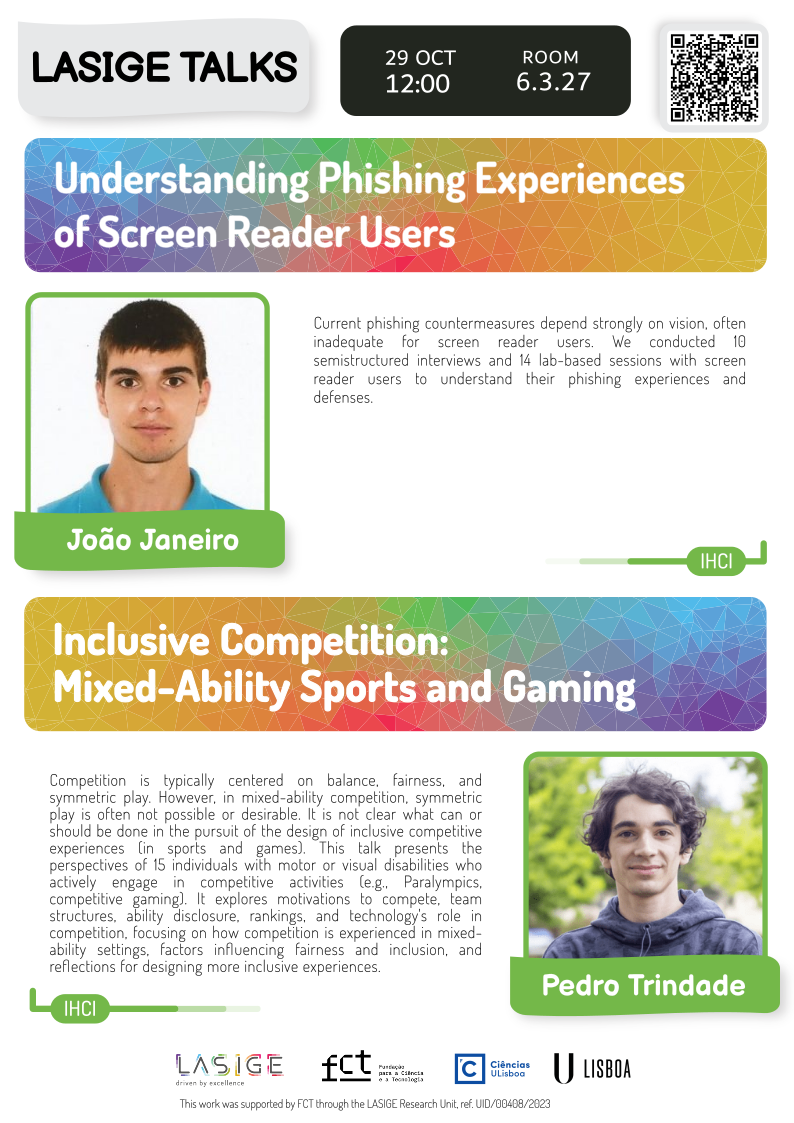 LASIGE TALKS
29 OCT
12:00
ROOM
6.3.27
Understanding Phishing Experiences
of Screen Reader Users
Current phishing countermeasures depend strongly on vision, often
inadequate for screen reader users. We conducted 10
semistructured interviews and 14 lab-based sessions with screen
reader users to understand their phishing experiences and
defenses.
João Janeiro
IHCI
Inclusive Competition:
Mixed-Ability Sports and Gaming
Competition is typically centered on balance, fairness, and
symmetric play. However, in mixed-ability competition, symmetric
play is often not possible or desirable. It is not clear what can or
should be done in the pursuit of the design of inclusive competitive
experiences (in sports and games). This talk presents the
perspectives of 15 individuals with motor or visual disabilities who
actively engage in competitive activities (e.g., Paralympics,
competitive gaming). It explores motivations to compete, team
structures, ability disclosure, rankings, and technology's role in
competition, focusing on how competition is experienced in mixed-
ability settings, factors influencing fairness and inclusion, and
reflections for designing more inclusive experiences.
IHCI
Pedro Trindade
LASIGE
driven by excellence
fct
Fundação
para a Ciência
e a Tecnologia
C
Ciências
ULisboa
U LISBOA
This work was supported by FCT through the LASIGE Research Unit, ref. UID/00408/2023